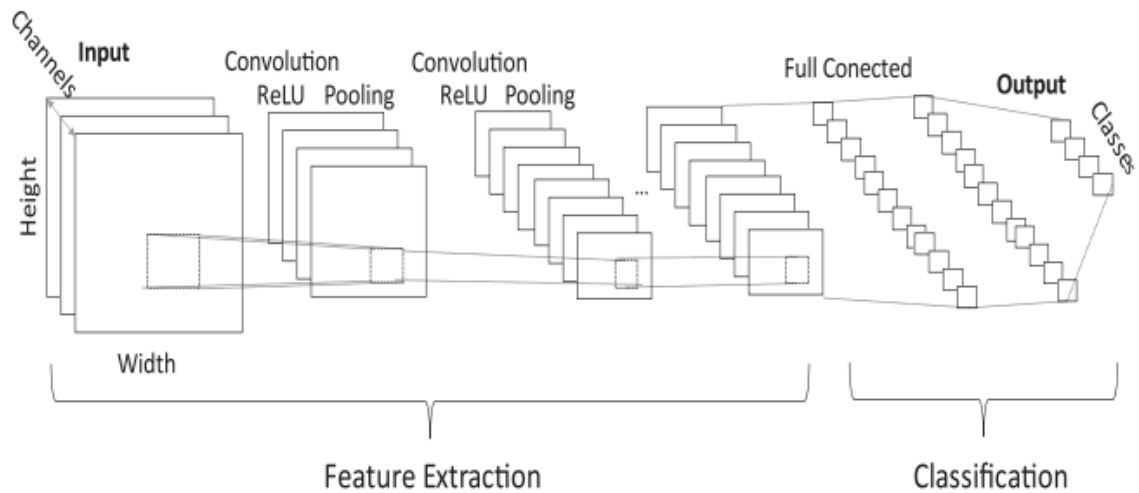 Channels
Input
Height
Width
Convolution
ReLU Pooling
Convolution
ReLU Pooling
...
Full Conected
Output
Classes
Feature Extraction
Classification